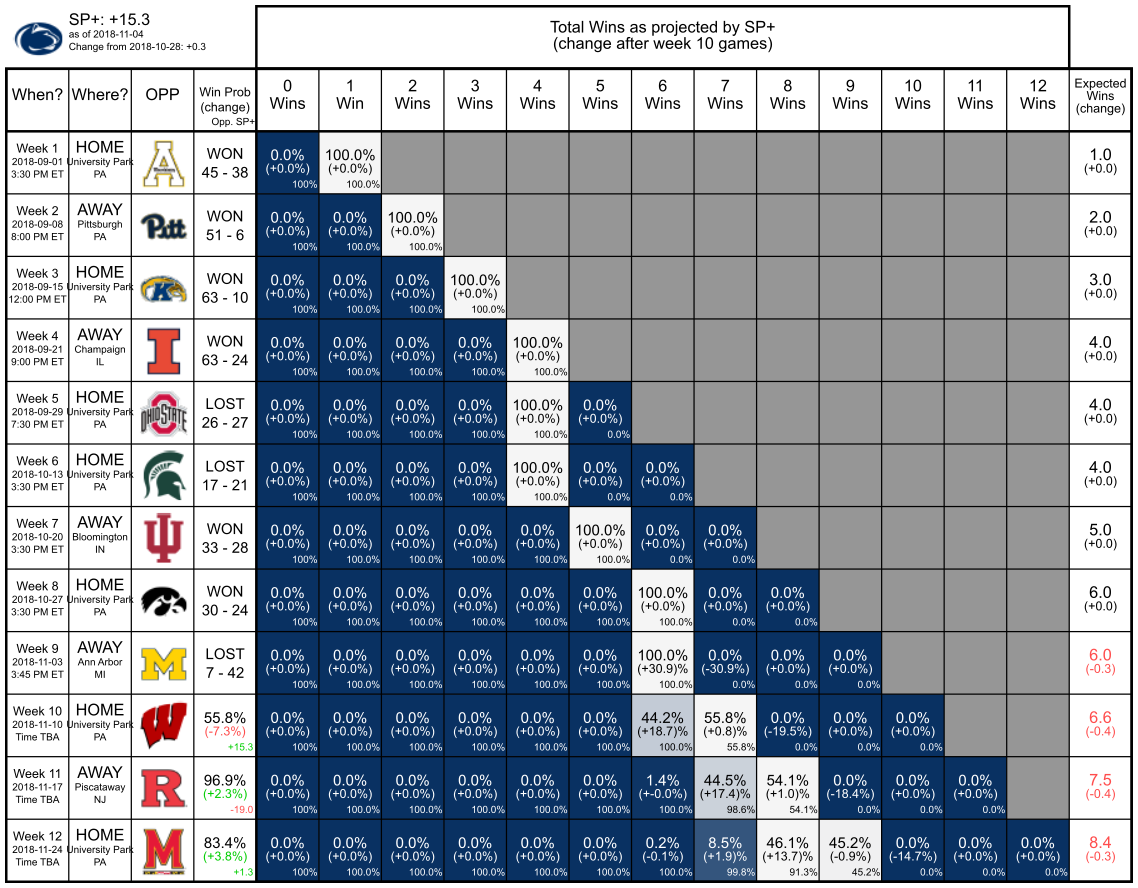 SP+: +15.3
as of 2018-11-04
Change from 2018-10-28: +0.3
Total Wins as projected by SP+
(change after week 10 games)
When? Where? OPP Win Prob (change) Opp. SP+ 0 Wins 1 Win 2 Wins 3 Wins 4 Wins 5 Wins 6 Wins 7 Wins 8 Wins 9 Wins 10 Wins 11 Wins 12 Wins Expected Wins (change)
Week 1 HOME A WON 0.0% 100.0% 1.0
2018-09-01 University Park 45 - 38 (+0.0%) (+0.0%) (+0.0)
3:30 PM ET PA 100% 100.0%
Week 2 AWAY Pitt WON 0.0% 0.0% 100.0% 2.0
2018-09-08 Pittsburgh 51 - 6 (+0.0%) (+0.0%) (+0.0%) (+0.0)
8:00 PM ET PA 100% 100.0% 100.0%
Week 3 HOME K WON 0.0% 0.0% 0.0% 100.0% 3.0
2018-09-15 University Park 63 - 10 (+0.0%) (+0.0%) (+0.0%) (+0.0%) (+0.0)
12:00 PM ET PA 100% 100.0% 100.0% 100.0%
Week 4 AWAY I WON 0.0% 0.0% 0.0% 0.0% 100.0% 4.0
2018-09-21 Champaign 63 - 24 (+0.0%) (+0.0%) (+0.0%) (+0.0%) (+0.0%) (+0.0)
9:00 PM ET IL 100% 100.0% 100.0% 100.0% 100.0%
Week 5 HOME OHIO STATE LOST 0.0% 0.0% 0.0% 0.0% 100.0% 0.0% 4.0
2018-09-29 University Park 26 - 27 (+0.0%) (+0.0%) (+0.0%) (+0.0%) (+0.0%) (+0.0%) (+0.0)
7:30 PM ET PA 100% 100.0% 100.0% 100.0% 100.0% 0.0%
Week 6 HOME LOST 0.0% 0.0% 0.0% 0.0% 100.0% 0.0% 0.0% 4.0
2018-10-13 University Park 17 - 21 (+0.0%) (+0.0%) (+0.0%) (+0.0%) (+0.0%) (+0.0%) (+0.0%) (+0.0)
3:30 PM ET PA 100% 100.0% 100.0% 100.0% 100.0% 0.0% 0.0%
Week 7 AWAY WON 0.0% 0.0% 0.0% 0.0% 0.0% 100.0% 0.0% 0.0% 5.0
2018-10-20 Bloomington 33 - 28 (+0.0%) (+0.0%) (+0.0%) (+0.0%) (+0.0%) (+0.0%) (+0.0%) (+0.0%) (+0.0)
3:30 PM ET IN 100% 100.0% 100.0% 100.0% 100.0% 100.0% 0.0% 0.0%
Week 8 HOME WON 0.0% 0.0% 0.0% 0.0% 0.0% 0.0% 100.0% 0.0% 0.0% 6.0
2018-10-27 University Park 30 - 24 (+0.0%) (+0.0%) (+0.0%) (+0.0%) (+0.0%) (+0.0%) (+0.0%) (+0.0%) (+0.0%) (+0.0)
3:30 PM ET PA 100% 100.0% 100.0% 100.0% 100.0% 100.0% 100.0% 0.0% 0.0%
Week 9 AWAY M LOST 0.0% 0.0% 0.0% 0.0% 0.0% 0.0% 100.0% 0.0% 0.0% 0.0% 6.0
2018-11-03 Ann Arbor 7 - 42 (+0.0%) (+0.0%) (+0.0%) (+0.0%) (+0.0%) (+0.0%) (+30.9)% (-30.9%) (+0.0%) (+0.0%) (-0.3)
3:45 PM ET MI 100% 100.0% 100.0% 100.0% 100.0% 100.0% 100.0% 0.0% 0.0% 0.0%
Week 10 HOME W 55.8% 0.0% 0.0% 0.0% 0.0% 0.0% 0.0% 44.2% 55.8% 0.0% 0.0% 0.0% 6.6
2018-11-10 University Park (-7.3%) (+0.0%) (+0.0%) (+0.0%) (+0.0%) (+0.0%) (+0.0%) (+18.7)% (+0.8)% (-19.5%) (+0.0%) (+0.0%) (-0.4)
Time TBA PA +15.3 100% 100.0% 100.0% 100.0% 100.0% 100.0% 100.0% 55.8% 0.0% 0.0% 0.0%
Week 11 AWAY R 96.9% 0.0% 0.0% 0.0% 0.0% 0.0% 0.0% 1.4% 44.5% 54.1% 0.0% 0.0% 0.0% 7.5
2018-11-17 Piscataway (+2.3%) (+0.0%) (+0.0%) (+0.0%) (+0.0%) (+0.0%) (+0.0%) (+-0.0%) (+17.4)% (+1.0)% (-18.4%) (+0.0%) (+0.0%) (-0.4)
Time TBA NJ -19.0 100% 100.0% 100.0% 100.0% 100.0% 100.0% 100.0% 98.6% 54.1% 0.0% 0.0% 0.0%
Week 12 HOME M 83.4% 0.0% 0.0% 0.0% 0.0% 0.0% 0.0% 0.2% 8.5% 46.1% 45.2% 0.0% 0.0% 0.0% 8.4
2018-11-24 University Park (+3.8%) (+0.0%) (+0.0%) (+0.0%) (+0.0%) (+0.0%) (+0.0%) (-0.1%) (+1.9)% (+13.7)% (-0.9%) (-14.7%) (+0.0%) (+0.0%) (-0.3)
Time TBA PA +1.3 100% 100.0% 100.0% 100.0% 100.0% 100.0% 100.0% 99.8% 91.3% 45.2% 0.0% 0.0% 0.0%